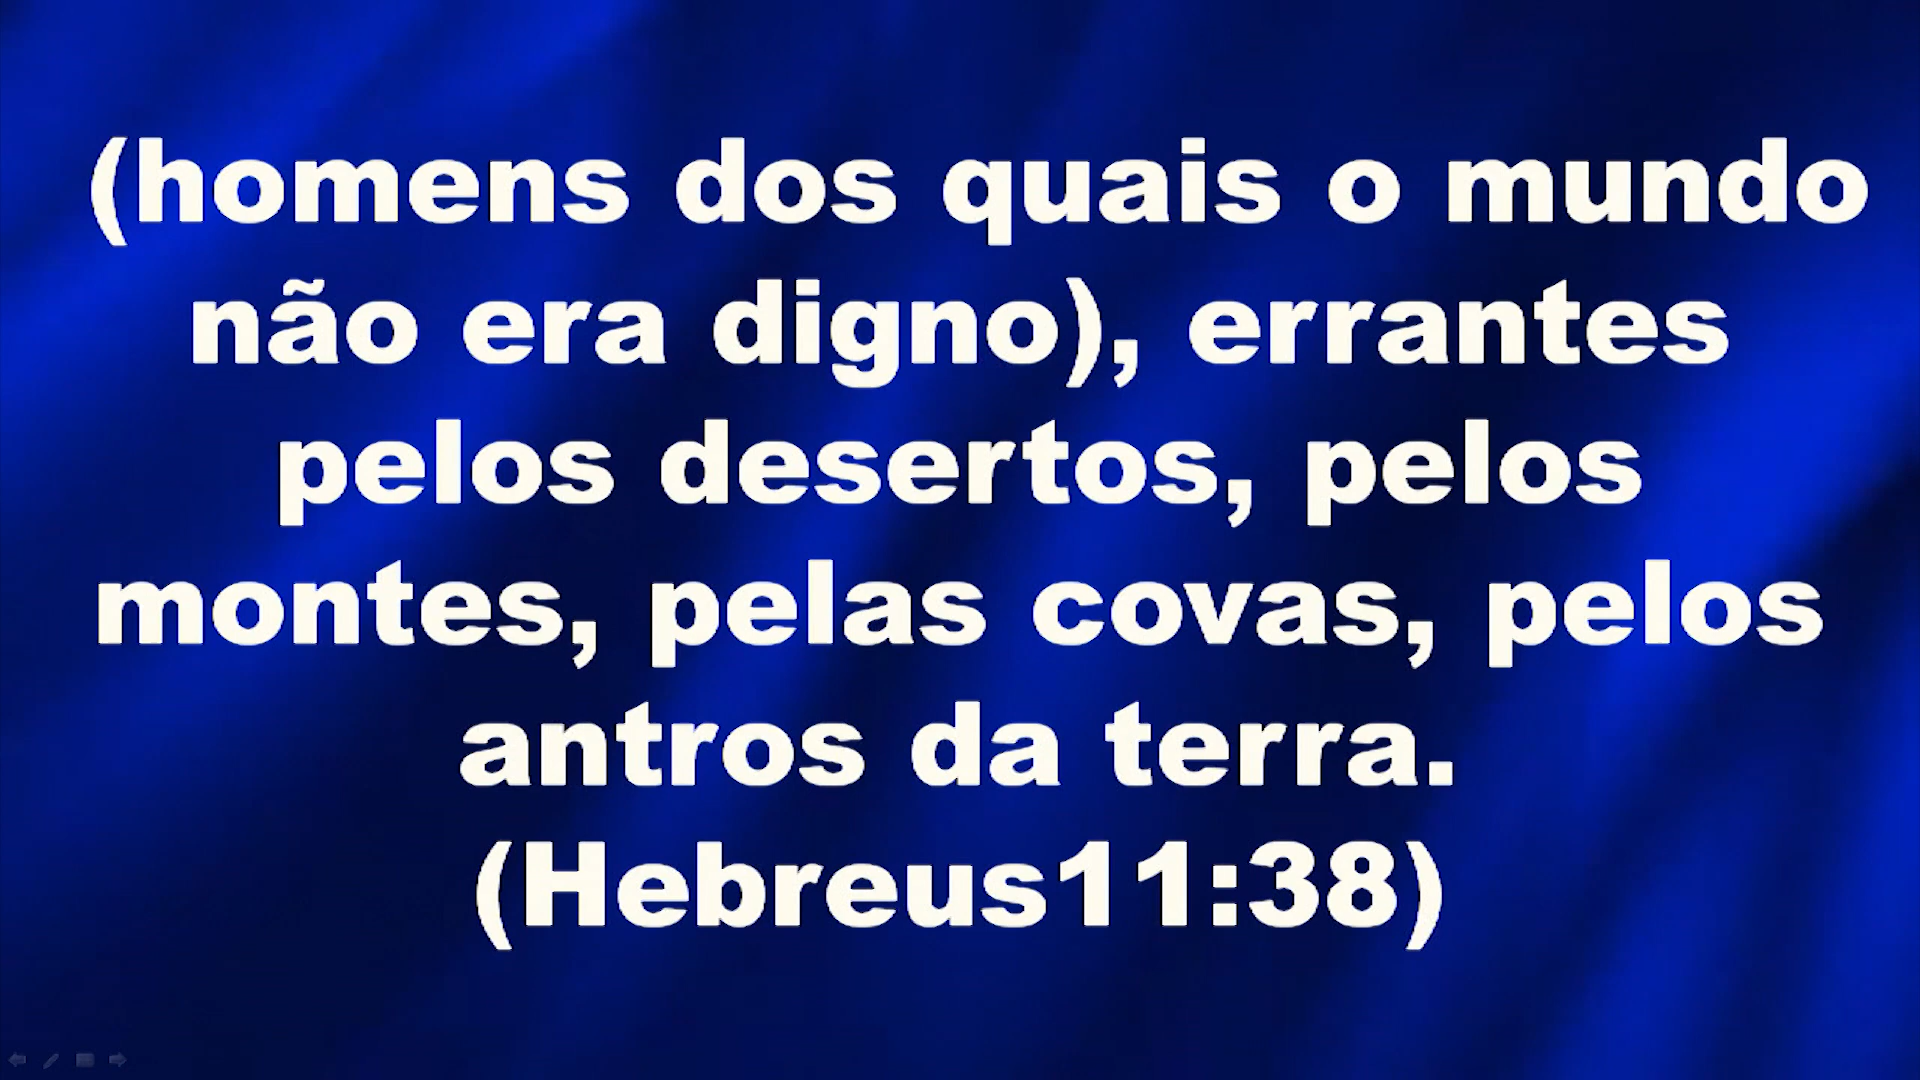 (homens dos quais o mundo
não era digno), errantes
pelos desertos, pelos
montes, pelas covas, pelos
antros da terra.
(Hebreus11:38)